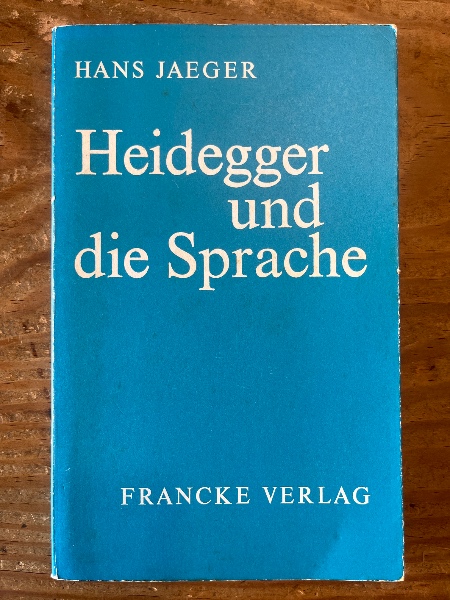 HANS JAEGER
Heidegger
und
die Sprache
FRANCKE VERLAG